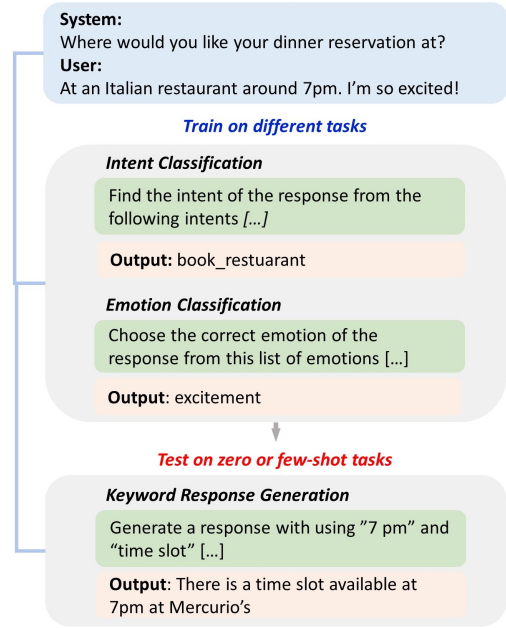 System:
Where would you like your dinner reservation at?
User:
At an Italian restaurant around 7pm. I'm so excited!
Train on different tasks
Intent Classification
Find the intent of the response from the
following intents [...]
Output: book_restuarant
Emotion Classification
Choose the correct emotion of the
response from this list of emotions [...]
Output: excitement
Test on zero or few-shot tasks
Keyword Response Generation
Generate a response with using ”7 pm” and
“time slot” [...]
Output: There is a time slot available at
7pm at Mercurio's